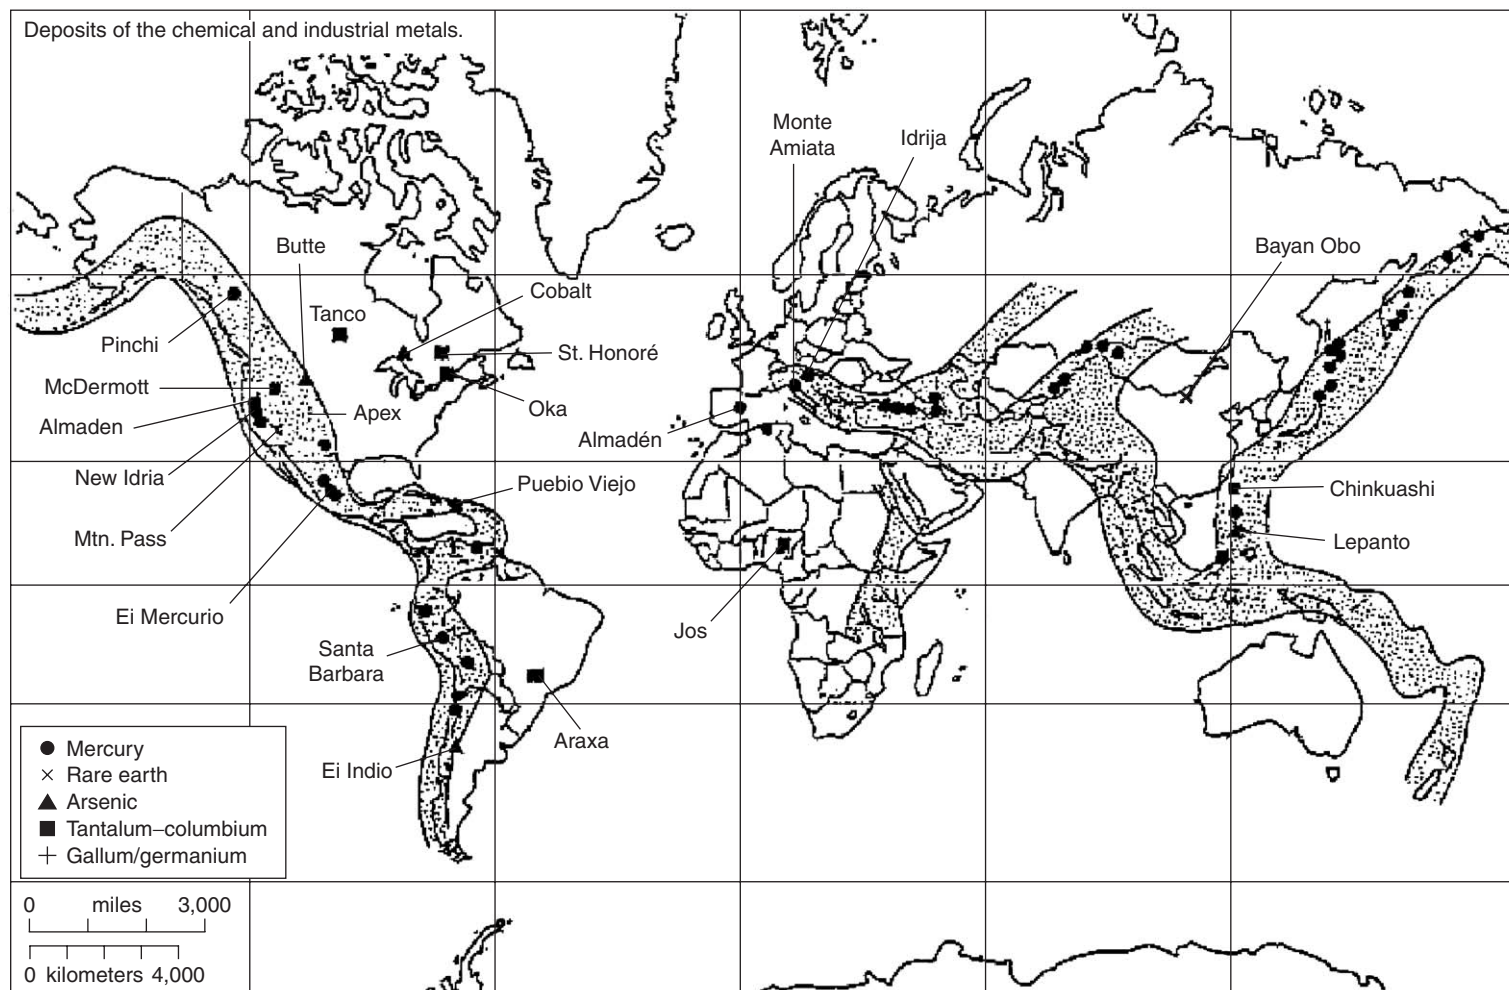 Deposits of the chemical and industrial metals.
Monte
Amiata
Idrija
Butte
Bayan Obo
Cobalt
Tanco
Pinchi
St. Honoré
McDermott
Apex
Oka
Almaden
Almadén
New Idria
Puebio Viejo
Chinkuashi
Mtn. Pass
Lepanto
Ei Mercurio
Jos
Santa
Barbara
Araxa
Ei Indio
Mercury
Rare earth
Arsenic
Tantalum–columbium
Gallum/germanium
0 miles 3,000
0 kilometers 4,000